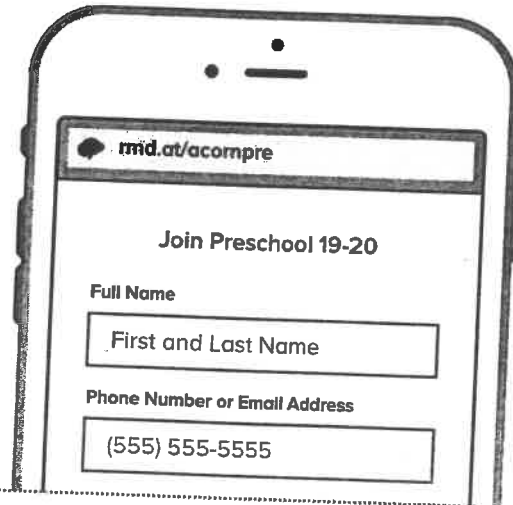 rmd.at/acornpre
Join Preschool 19-20
Full Name
First and Last Name
Phone Number or Email Address
(555) 555-5555